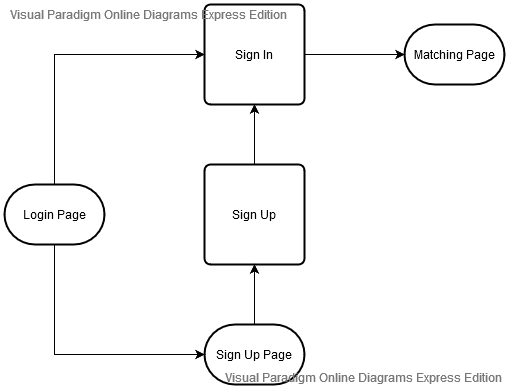 Visual Paradigm Online Diagrams Express Edition
Sign In
Matching Page
Login Page
Sign Up
Sign Up Page
Visual Paradigm Online Diagrams Express Edition